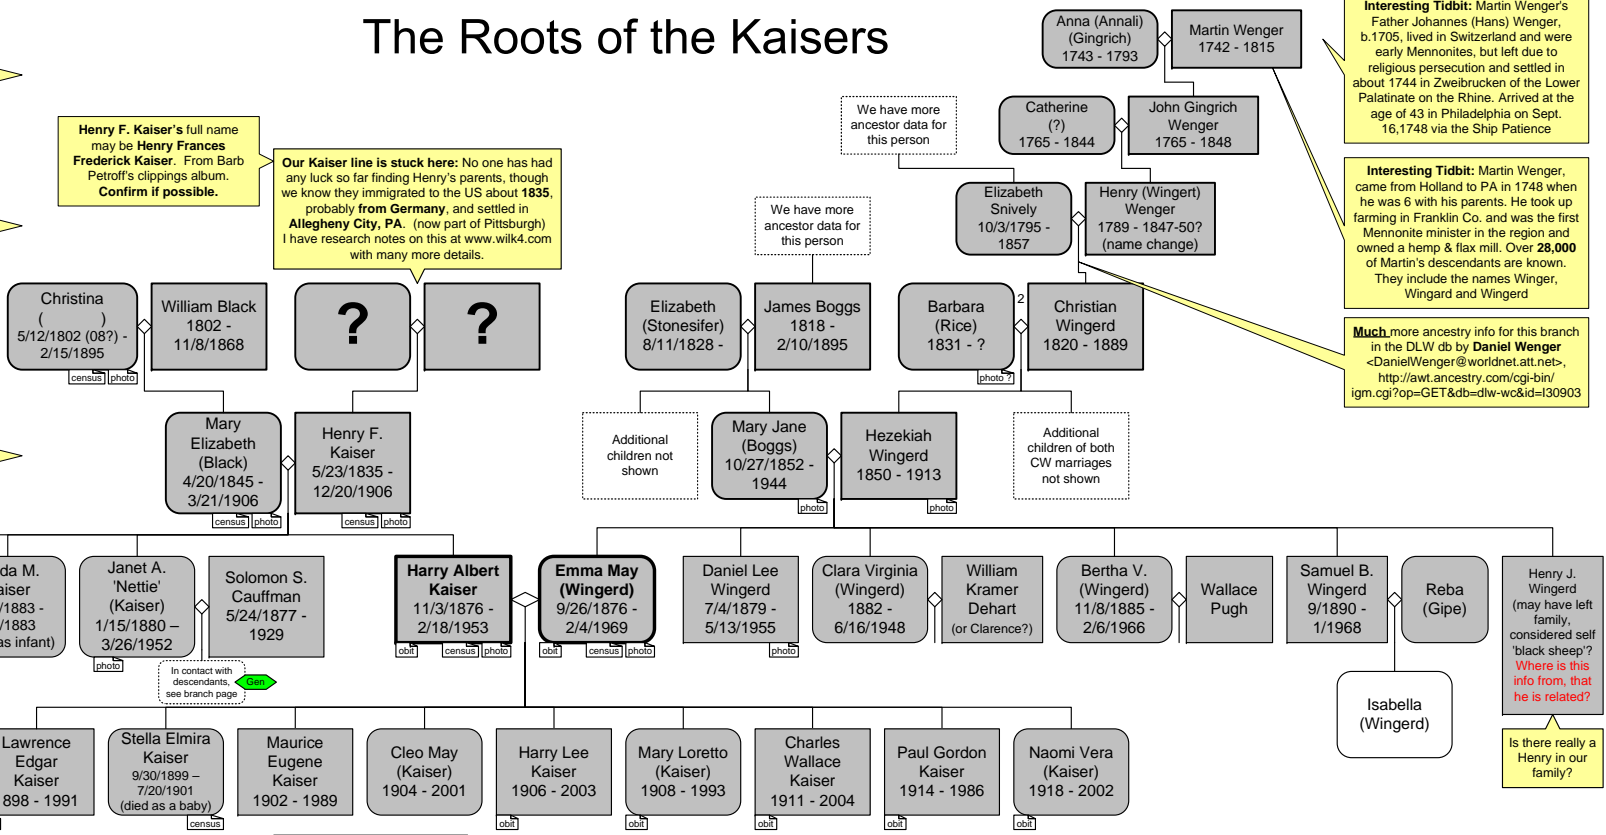 The Roots of the Kaisers
Anna (Annali)
(Gingrich)
1743 - 1793
Martin Wenger
1742 - 1815
Interesting Tidbit: Martin Wenger's
Father Johannes (Hans) Wenger,
b.1705, lived in Switzerland and were
early Mennonites, but left due to
religious persecution and settled in
about 1744 in Zweibrucken of the Lower
Palatinate on the Rhine. Arrived at the
age of 43 in Philadelphia on Sept.
16,1748 via the Ship Patience
We have more
ancestor data for
this person
Catherine
(?)
1765 - 1844
John Gingrich
Wenger
1765 - 1848
Henry F. Kaiser's full name
may be Henry Frances
Frederick Kaiser. From Barb
Petroff's clippings album.
Confirm if possible.
Our Kaiser line is stuck here: No one has had
any luck so far finding Henry's parents, though
we know they immigrated to the US about 1835,
probably from Germany, and settled in
Allegheny City, PA. (now part of Pittsburgh)
I have research notes on this at www.wilk4.com
with many more details.
We have more
ancestor data for
this person
Elizabeth
Snively
10/3/1795 -
1857
Henry (Wingert)
Wenger
1789 - 1847-50?
(name change)
Interesting Tidbit: Martin Wenger,
came from Holland to PA in 1748 when
he was 6 with his parents. He took up
farming in Franklin Co. and was the first
Mennonite minister in the region and
owned a hemp & flax mill. Over 28,000
of Martin's descendants are known.
They include the names Winger,
Wingard and Wingerd
Christina
( )
5/12/1802 (08?) -
2/15/1895
census
photo
William Black
1802 -
11/8/1868
?
?
Elizabeth
(Stonesifer)
8/11/1828 -
James Boggs
1818 -
2/10/1895
Barbara
(Rice)
1831 - ?
photo ?
2
Christian
Wingerd
1820 - 1889
Much more ancestry info for this branch
in the DLW db by Daniel Wenger
<DanielWenger@worldnet.att.net>,
http://awt.ancestry.com/cgi-bin/
igm.cgi?op=GET&db=dlw-wc&id=I30903
Mary
Elizabeth
(Black)
4/20/1845 -
3/21/1906
census
photo
Henry F.
Kaiser
5/23/1835 -
12/20/1906
census
photo
Additional
children not
shown
Mary Jane
(Boggs)
10/27/1852 -
1944
photo
Hezekiah
Wingerd
1850 - 1913
photo
Additional
children of both
CW marriages
not shown
da M.
aiser
/1883 -
/1883
as infant)
Janet A.
'Nettie'
(Kaiser)
1/15/1880 –
3/26/1952
photo
Solomon S.
Cauffman
5/24/1877 -
1929
In contact with
descendants,
see branch page
Gen
Harry Albert
Kaiser
11/3/1876 -
2/18/1953
obit
census
photo
Emma May
(Wingerd)
9/26/1876 -
2/4/1969
obit
census
photo
Daniel Lee
Wingerd
7/4/1879 -
5/13/1955
photo
Clara Virginia
(Wingerd)
1882 -
6/16/1948
William
Kramer
Dehart
(or Clarence?)
Bertha V.
(Wingerd)
11/8/1885 -
2/6/1966
Wallace
Pugh
Samuel B.
Wingerd
9/1890 -
1/1968
Reba
(Gipe)
Henry J.
Wingerd
(may have left
family,
considered self
'black sheep'?
Where is this
info from, that
he is related?
Isabella
(Wingerd)
Is there really a
Henry in our
family?
Lawrence
Edgar
Kaiser
898 - 1991
Stella Elmira
Kaiser
9/30/1899 –
7/20/1901
(died as a baby)
census
Maurice
Eugene
Kaiser
1902 - 1989
Cleo May
(Kaiser)
1904 - 2001
Harry Lee
Kaiser
1906 - 2003
obit
Mary Loretto
(Kaiser)
1908 - 1993
obit
Charles
Wallace
Kaiser
1911 - 2004
obit
Paul Gordon
Kaiser
1914 - 1986
obit
Naomi Vera
(Kaiser)
1918 - 2002
obit